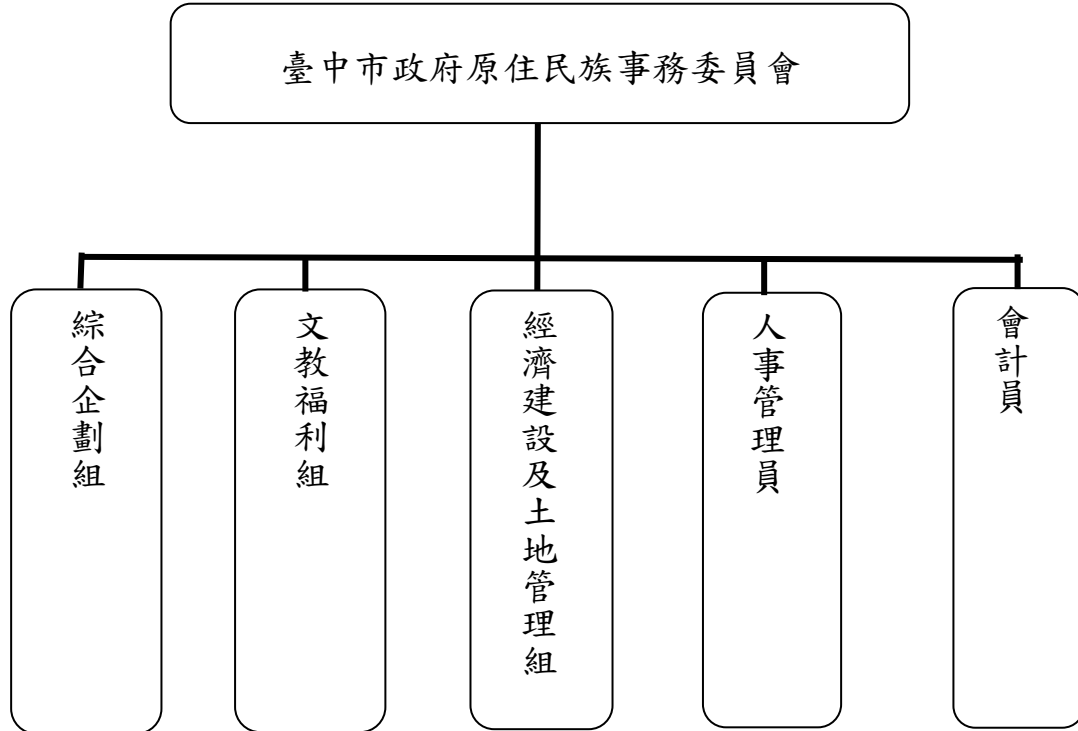 臺中市政府原住民族事務委員會
綜合企劃組
文教福利組
經濟建設及土地管理組
人事管理員
會計員